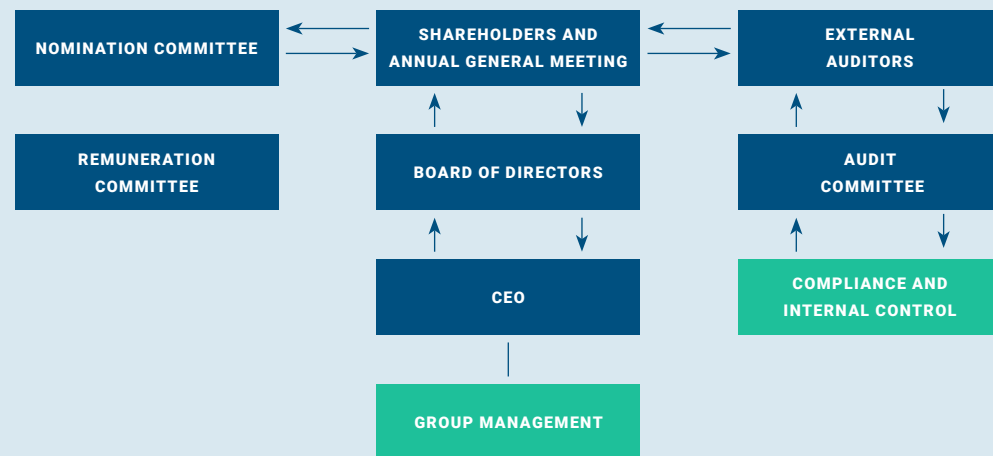 NOMINATION COMMITTEE
SHAREHOLDERS AND
ANNUAL GENERAL MEETING
EXTERNAL
AUDITORS
REMUNERATION
COMMITTEE
BOARD OF DIRECTORS
AUDIT
COMMITTEE
CEO
COMPLIANCE AND
INTERNAL CONTROL
GROUP MANAGEMENT